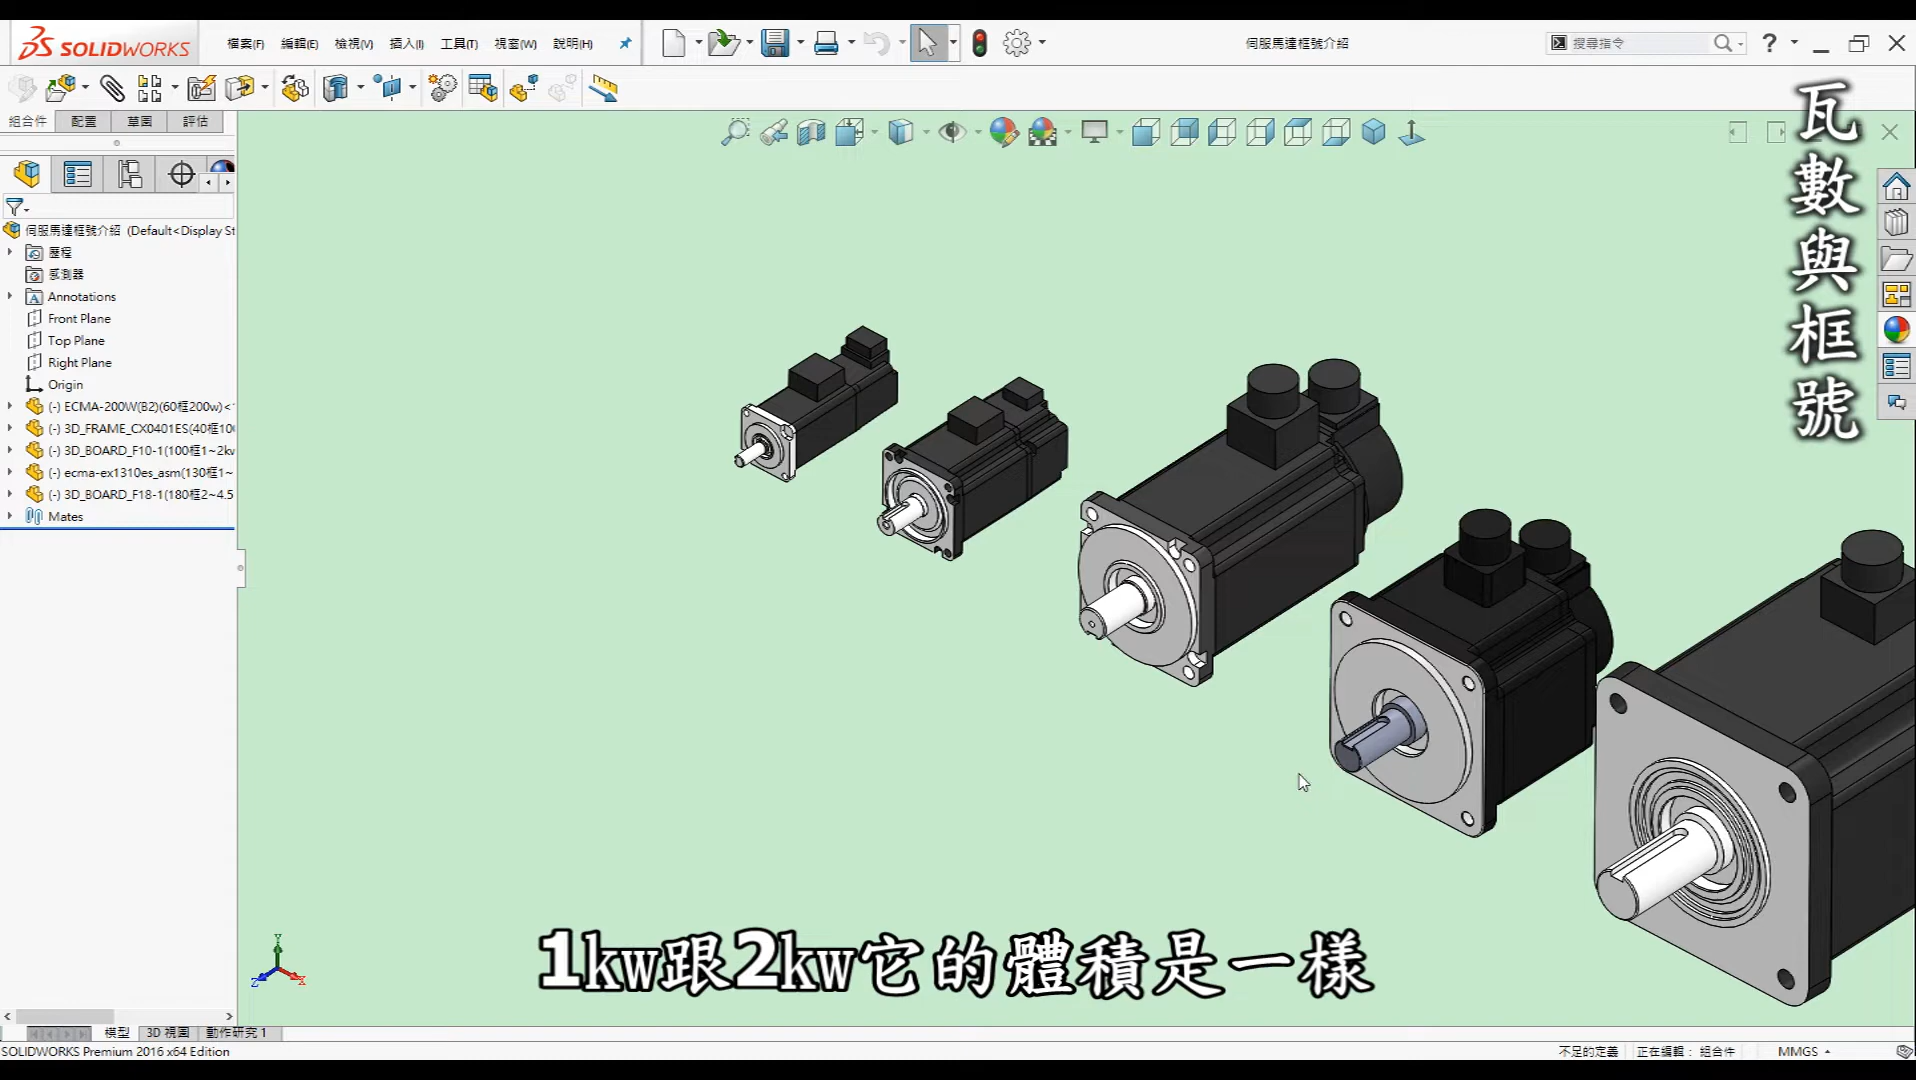 SOLIDWORKS
檔案(F)
編輯(E)
檢視(V)
插入(I)
工具(T)
視窗(W)
說明(H)
伺服馬達框號介紹
搜尋指令
組合件
配置
草圖
評估
伺服馬達框號介紹 (Default<Display St
歷程
感測器
Annotations
Front Plane
Top Plane
Right Plane
Origin
(-) ECMA-200W(B2)(60框200w)<
(-) 3D_FRAME_CX0401ES(40框10
(-) 3D_BOARD_F10-1(100框1~2kw
(-) ecma-ex1310es_asm(130框1~
(-) 3D_BOARD_F18-1(180框2~4.5
Mates
瓦數與框號
Y
X
Z
1kw跟2kw它的體積是一樣
模型
3D 視圖
動作研究 1
SOLIDWORKS Premium 2016 x64 Edition
不足的定義
正在編輯： 組合件
MMGS